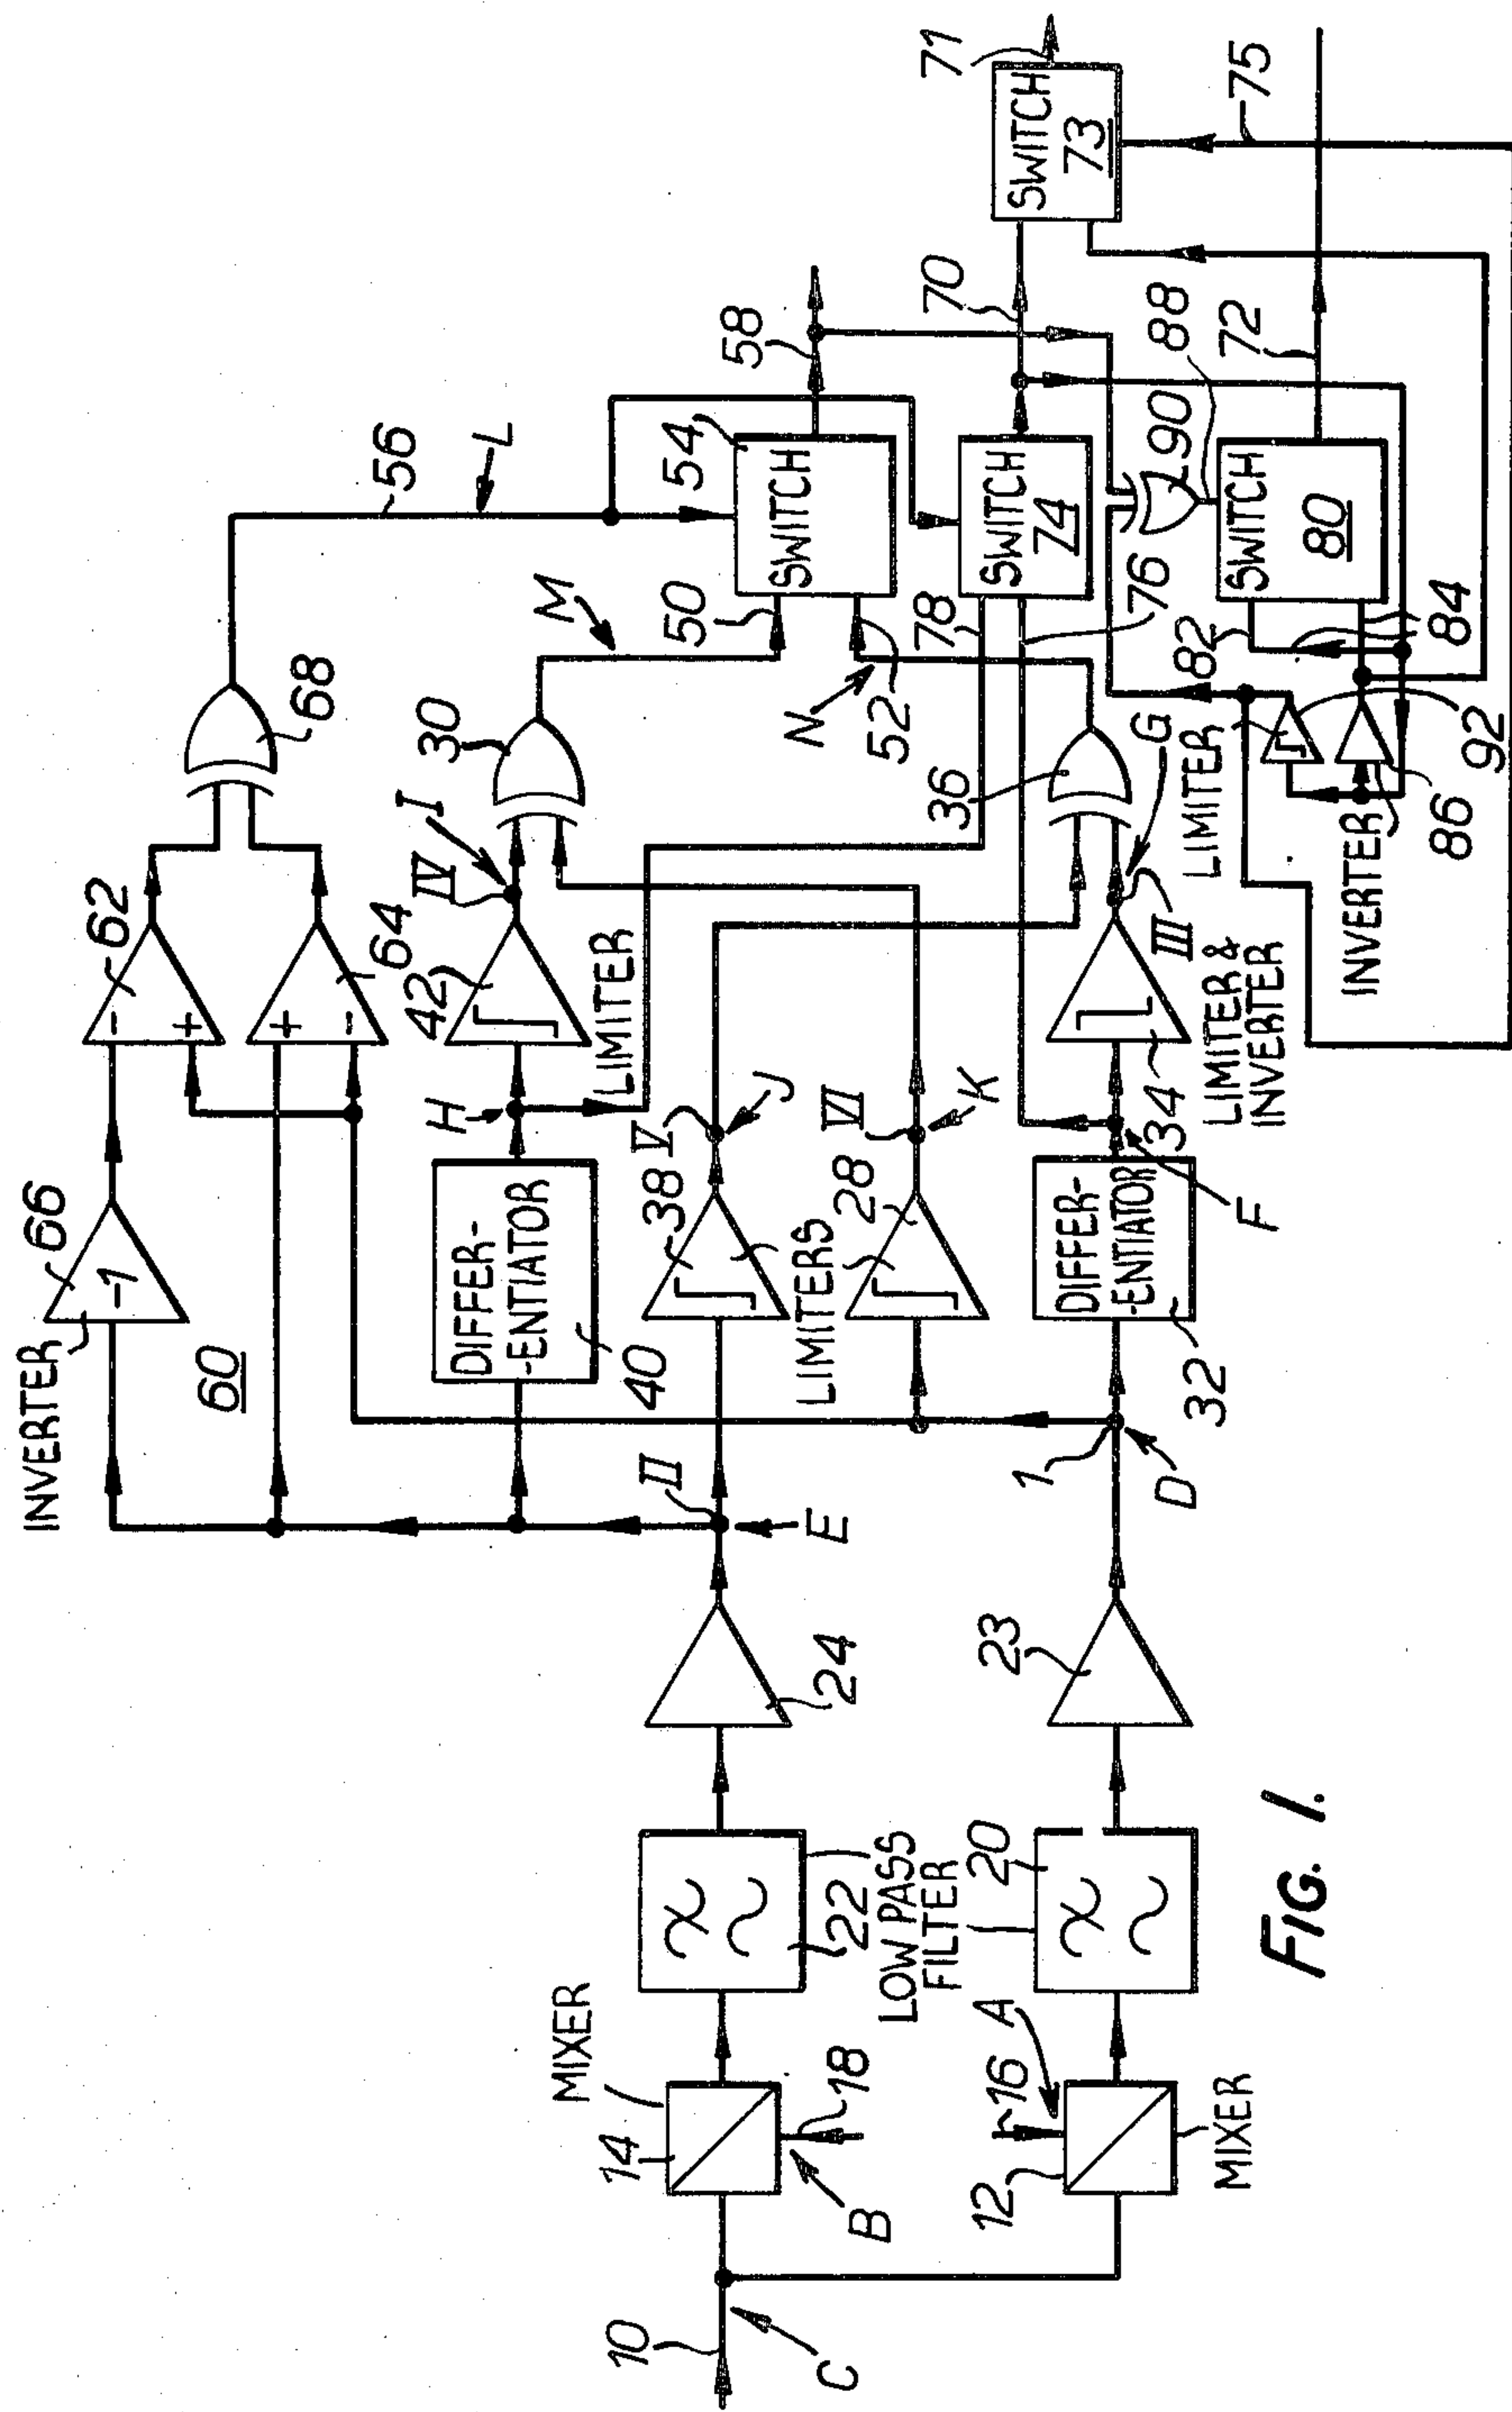 INVERTER
66
-1
60
62
-
+
64
+
-
68
56
L
DIFFER-
-ENTIATOR
40
H
42
LIMITER
IV
I
30
M
50
54
SWITCH
58
10
C
14
MIXER
B
18
22
LOW PASS
FILTER
24
II
E
38
V
J
LIMITERS
28
VI
K
N
52
78
SWITCH
74
76
70
71
SWITCH
73
75
12
16
A
MIXER
20
23
1
D
DIFFER-
-ENTIATOR
32
F
34
LIMITER &
INVERTER
III
G
36
LIMITER
INVERTER
86
92
82
84
SWITCH
80
90
88
72
FIG. 1.